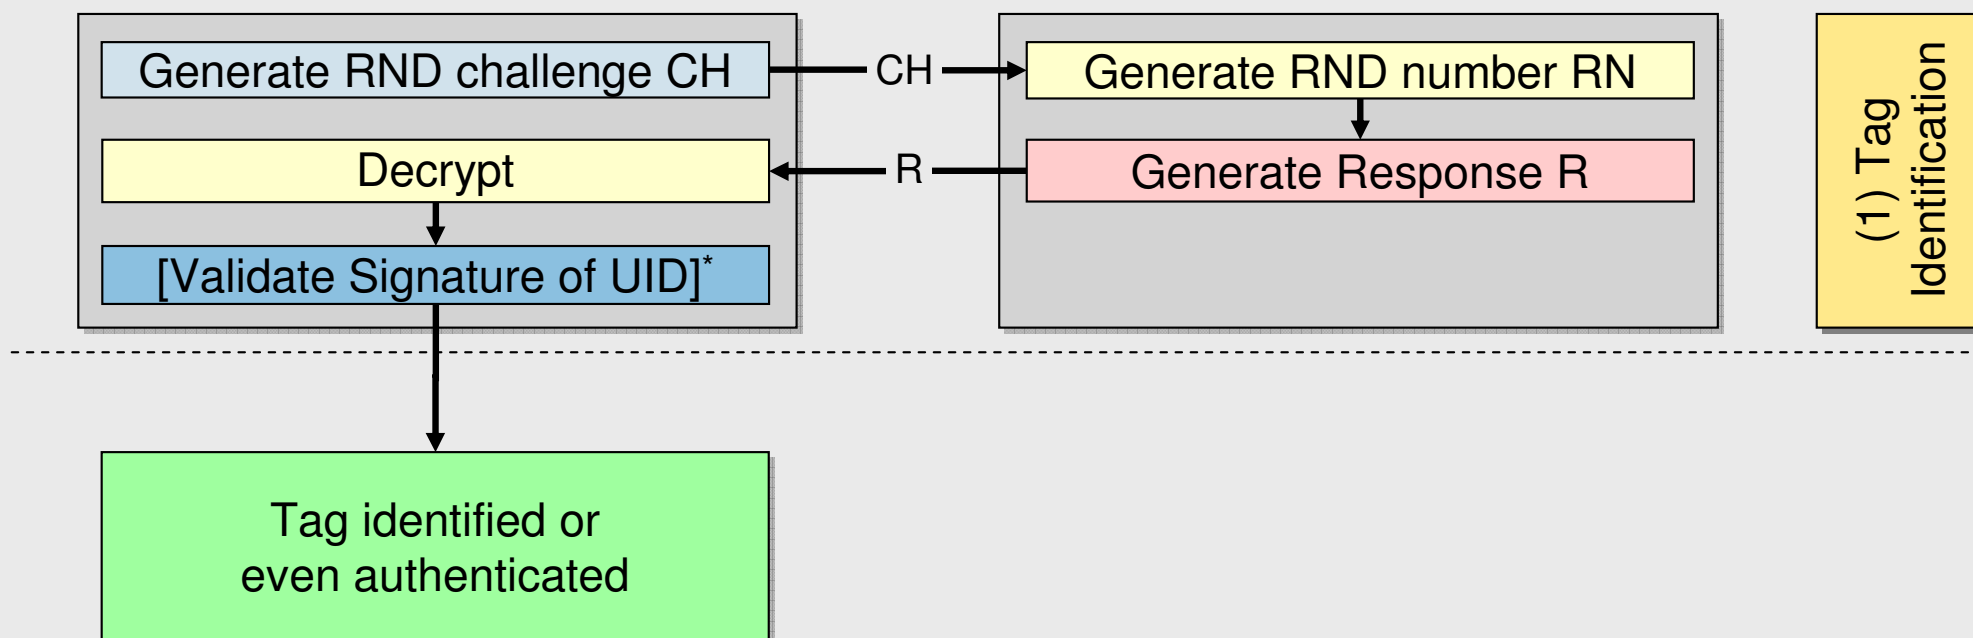 Generate RND challenge CH
CH
Generate RND number RN
Decrypt
R
Generate Response R
[Validate Signature of UID]*
(1) Tag
Identification
Tag identified or
even authenticated